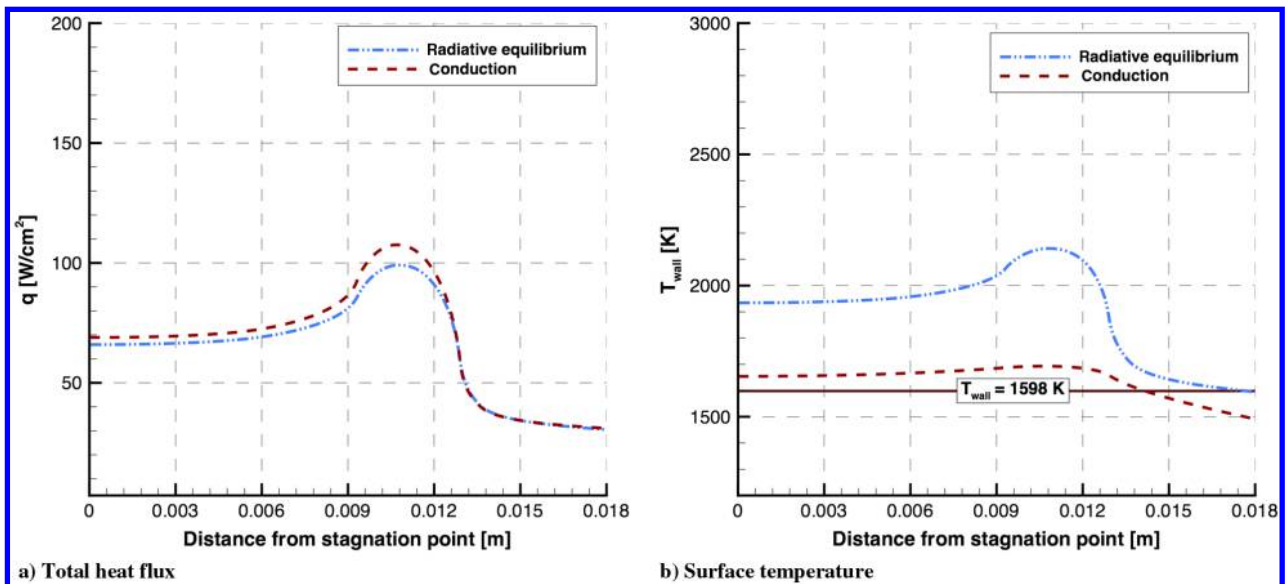 200
150
100
50
q [W/cm²]
0 0.003 0.006 0.009 0.012 0.015 0.018
Distance from stagnation point [m]
Radiative equilibrium
Conduction
a) Total heat flux
3000
2500
2000
1500
T_wall [K]
0 0.003 0.006 0.009 0.012 0.015 0.018
Distance from stagnation point [m]
Radiative equilibrium
Conduction
T_wall = 1598 K
b) Surface temperature